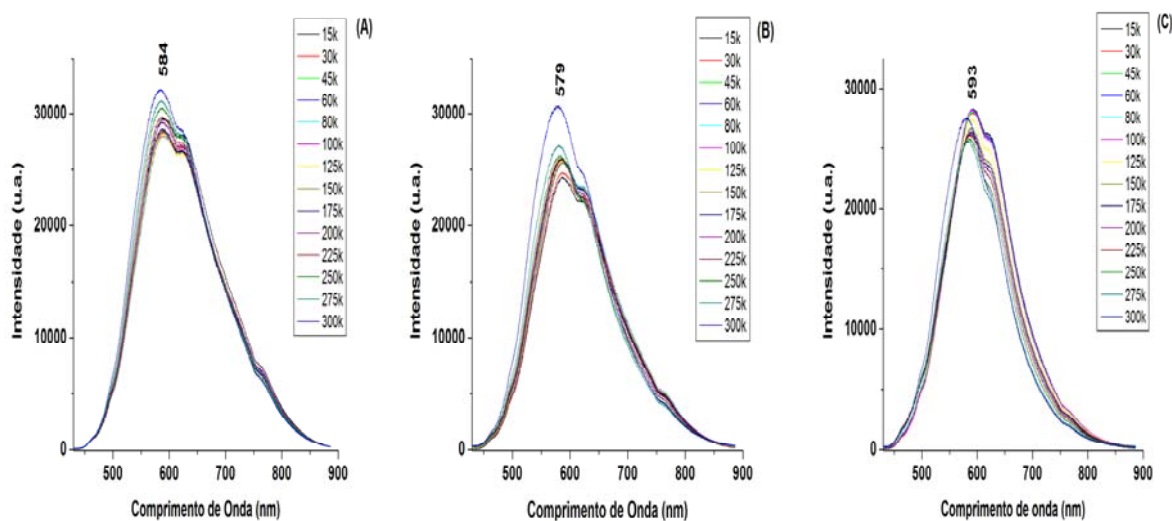 (A)
584
15k
30k
45k
60k
80k
100k
125k
150k
175k
200k
225k
250k
275k
300k
30000
20000
10000
0
Intensidade (u.a.)
500 600 700 800 900
Comprimento de Onda (nm)
(B)
579
15k
30k
45k
60k
80k
100k
125k
150k
175k
200k
225k
250k
275k
300k
30000
20000
10000
0
Intensidade (u.a.)
500 600 700 800 900
Comprimento de Onda (nm)
(C)
593
15k
30k
45k
60k
80k
100k
125k
150k
175k
200k
225k
250k
275k
300k
30000
20000
10000
0
Intensidade (u.a.)
500 600 700 800 900
Comprimento de onda (nm)